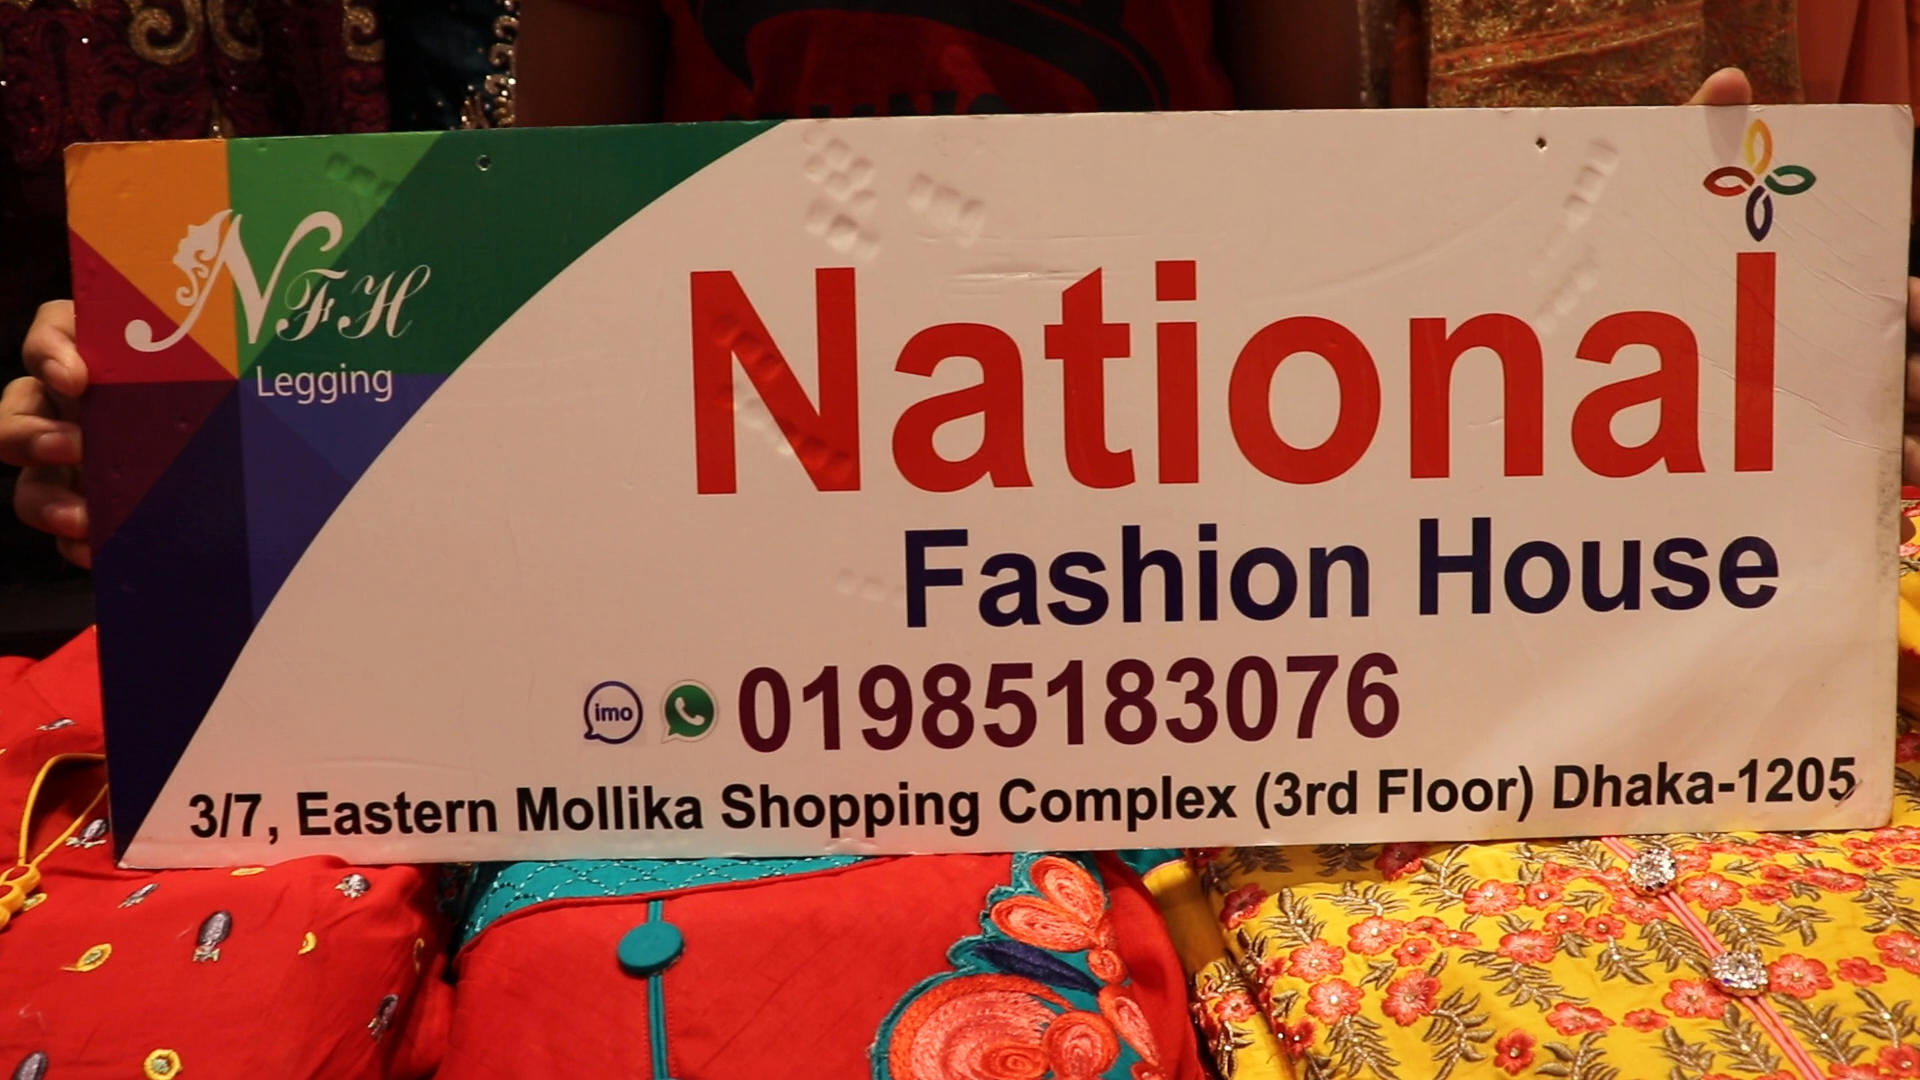 NFH
Legging
National
Fashion House
imo 01985183076
3/7, Eastern Mollika Shopping Complex (3rd Floor) Dhaka-1205